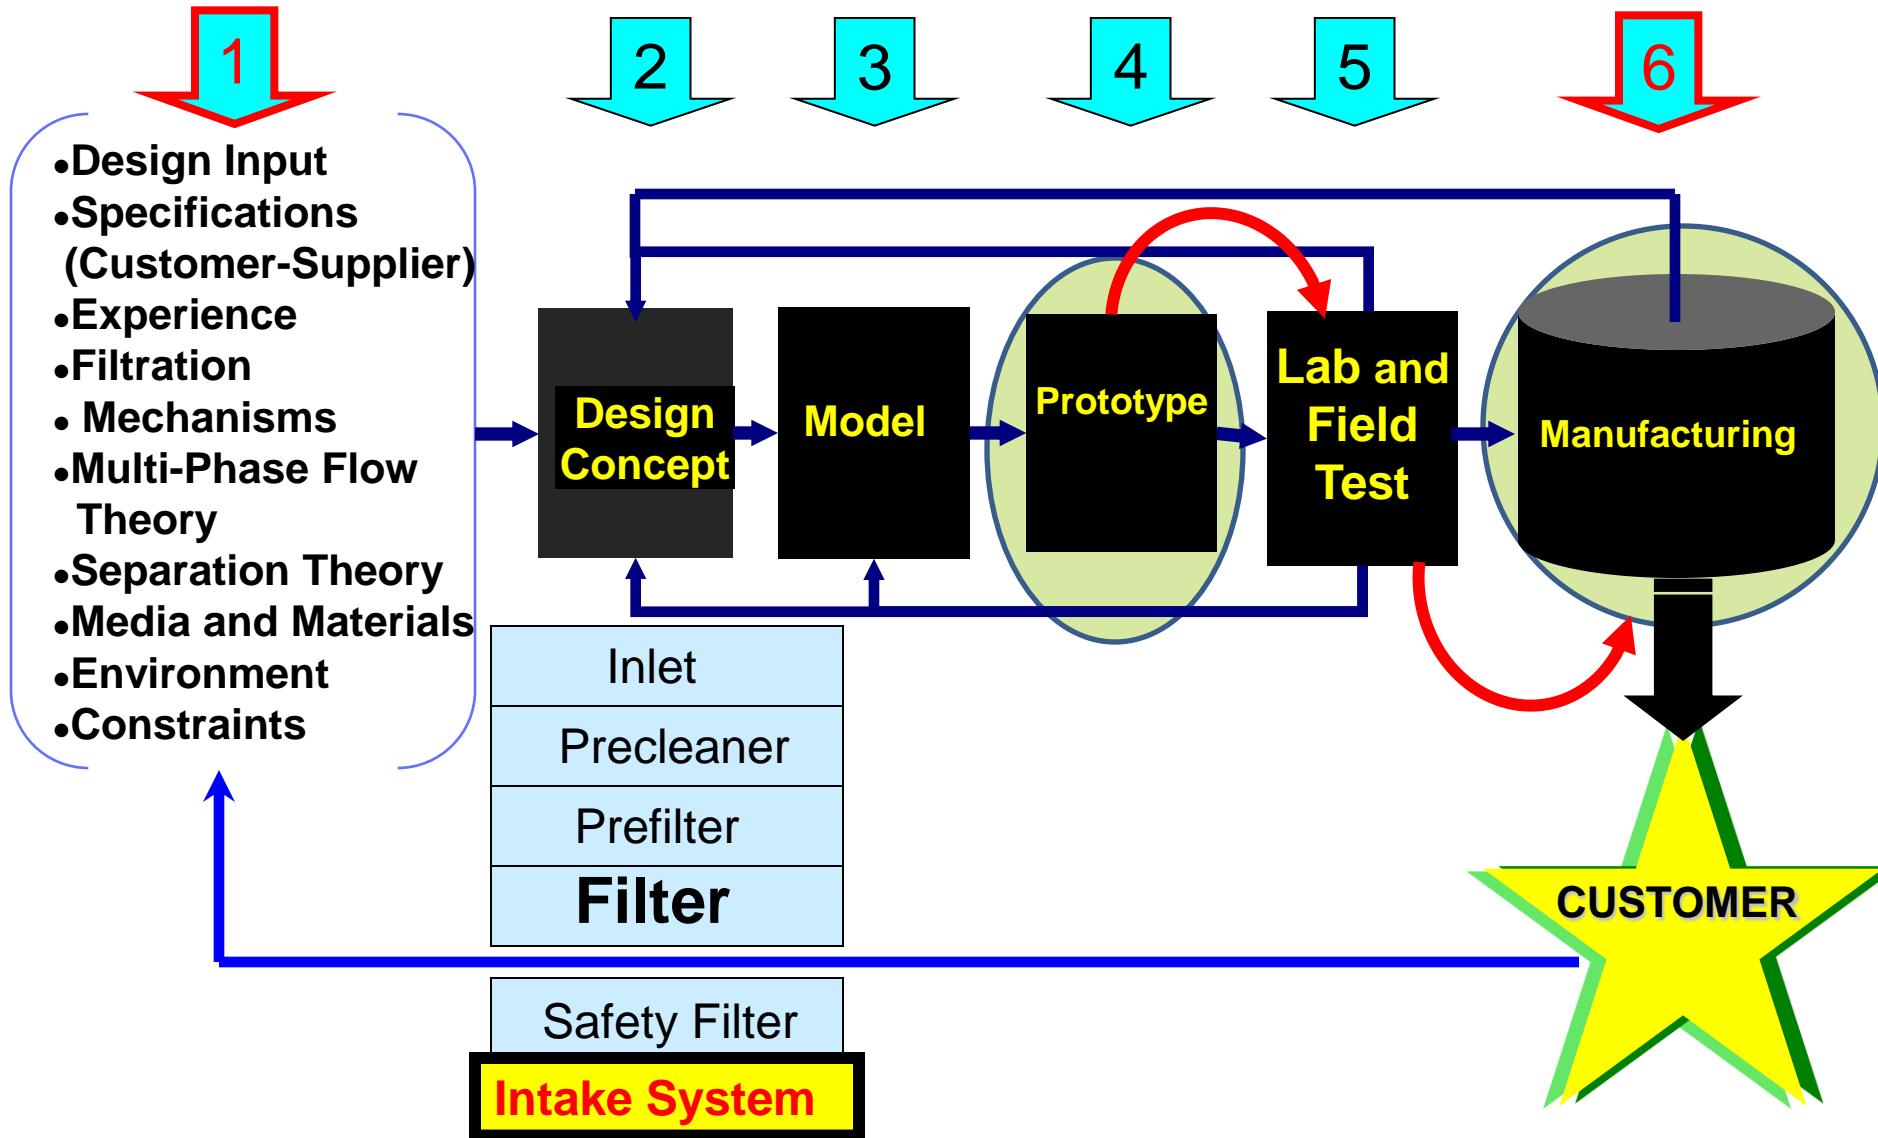 1
2
3
4
5
6
●Design Input
●Specifications
(Customer-Supplier)
●Experience
●Filtration
● Mechanisms
●Multi-Phase Flow
Theory
●Separation Theory
●Media and Materials
●Environment
●Constraints
Design
Concept
Model
Prototype
Lab and
Field
Test
Manufacturing
Inlet
Precleaner
Prefilter
Filter
Safety Filter
Intake System
CUSTOMER